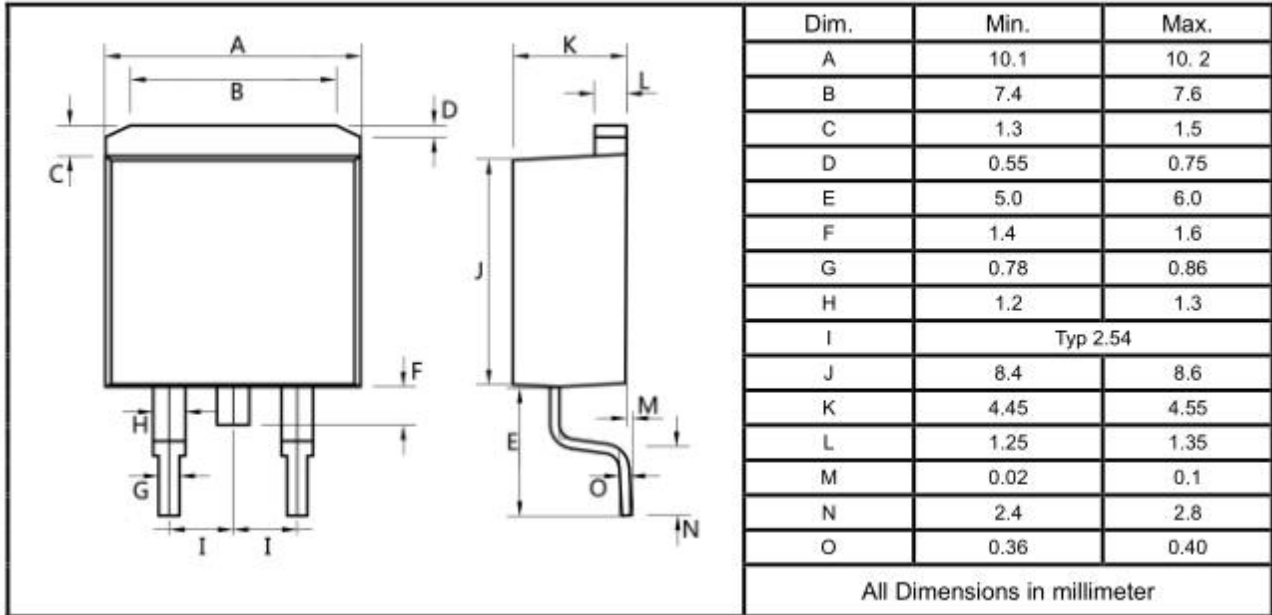 A
B
C
D
H
G
F
I I
K
L
J
E
M
O
N
Dim. Min. Max.
A 10.1 10. 2
B 7.4 7.6
C 1.3 1.5
D 0.55 0.75
E 5.0 6.0
F 1.4 1.6
G 0.78 0.86
H 1.2 1.3
I Typ 2.54
J 8.4 8.6
K 4.45 4.55
L 1.25 1.35
M 0.02 0.1
N 2.4 2.8
O 0.36 0.40
All Dimensions in millimeter